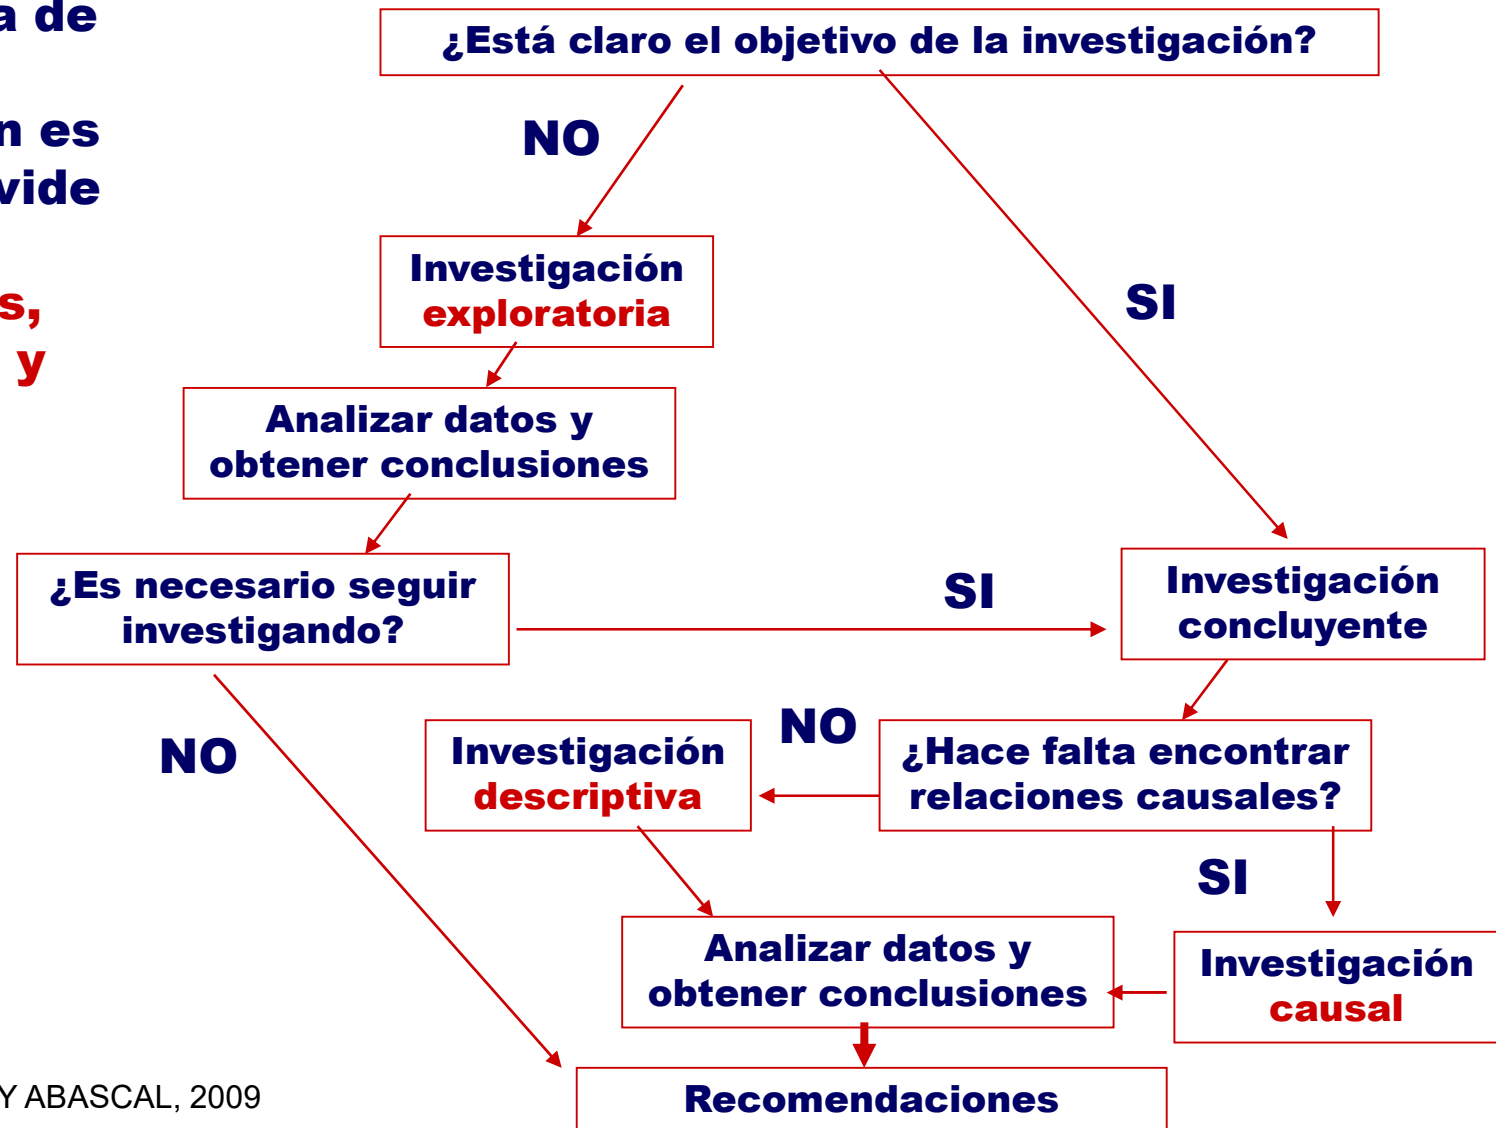 a de
¿Está claro el objetivo de la investigación?
n es
NO
vide
Investigación
exploratoria
SI
s,
y
Analizar datos y
obtener conclusiones
¿Es necesario seguir
investigando?
SI
Investigación
concluyente
NO
Investigación
descriptiva
NO
¿Hace falta encontrar
relaciones causales?
SI
Analizar datos y
obtener conclusiones
Investigación
causal
Y ABASCAL, 2009
Recomendaciones